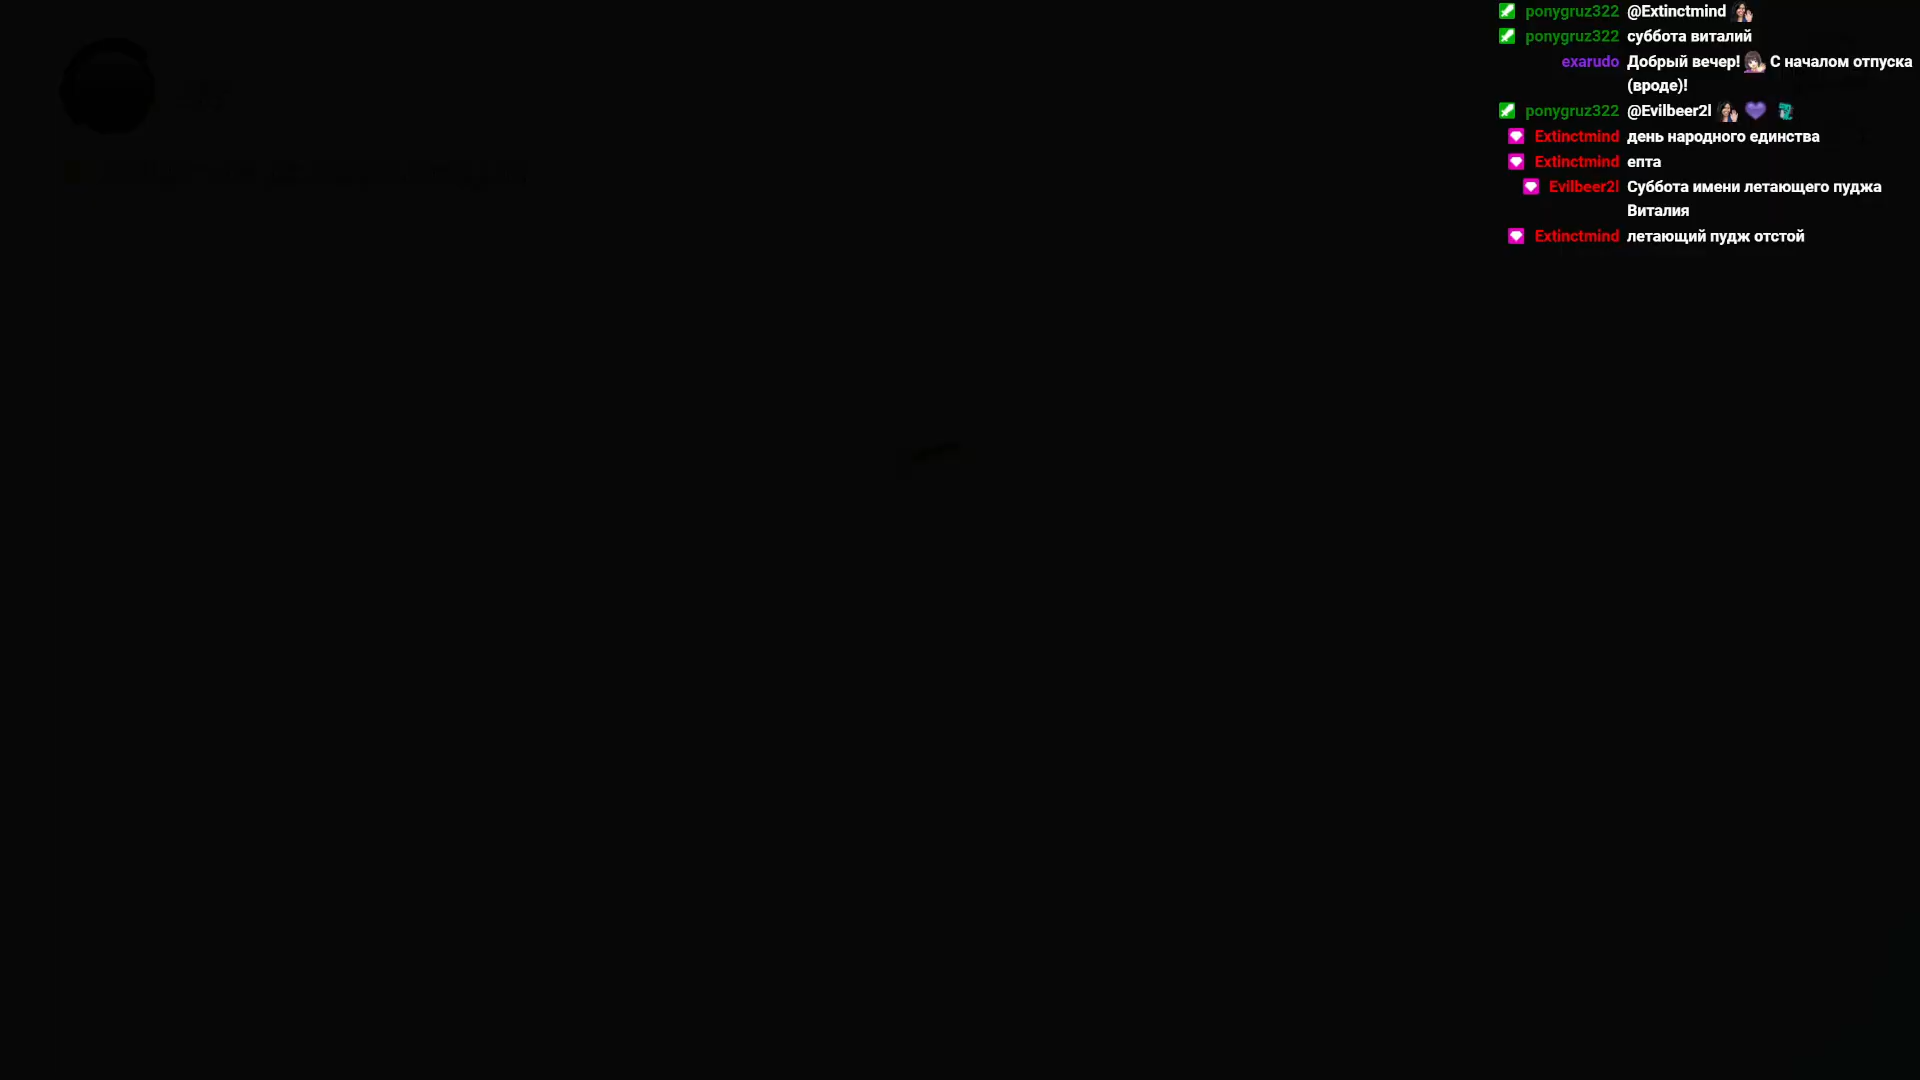 ponygruz322 @Extinctmind
ponygruz322 суббота виталий
exarudo Добрый вечер! С началом отпуска
(вроде)!
ponygruz322 @Evilbeer2l
Extinctmind день народного единства
Extinctmind епта
Evilbeer2l Суббота имени летающего пуджа
Виталия
Extinctmind летающий пудж отстой